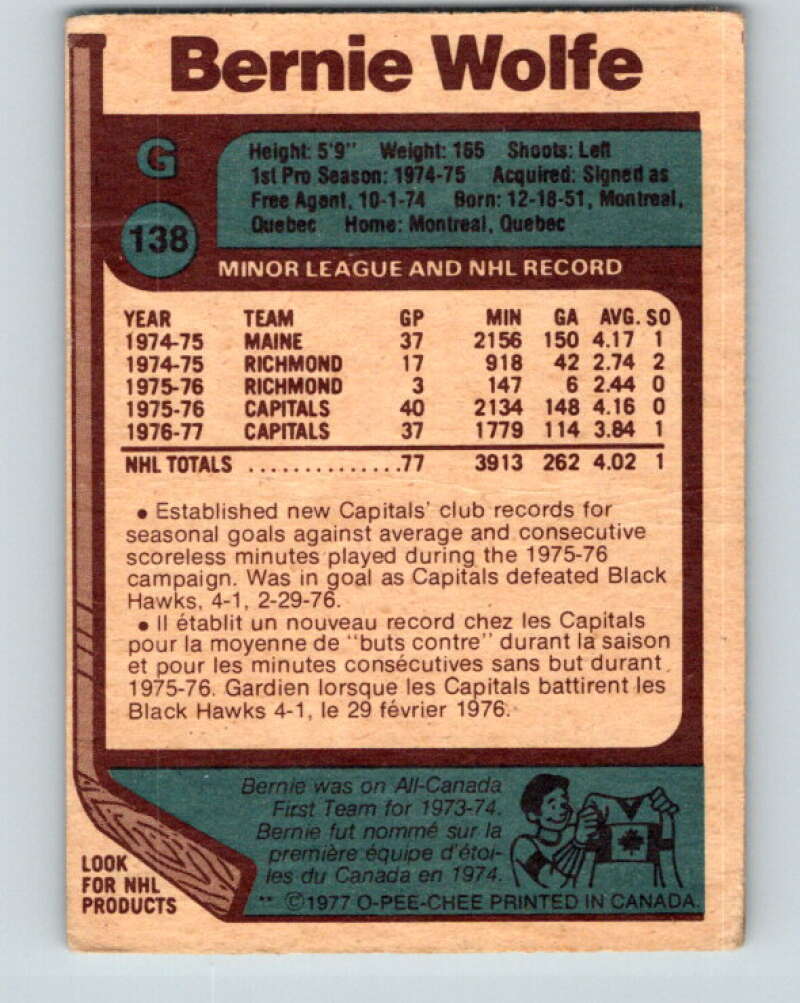 Bernie Wolfe
G
138
Height: 5'9" Weight: 165 Shoots: Left
1st Pro Season: 1974-75 Acquired: Signed as
Free Agent, 10-1-74 Born: 12-18-51, Montreal,
Quebec Home: Montreal, Quebec
MINOR LEAGUE AND NHL RECORD
YEAR TEAM GP MIN GA AVG. SO
1974-75 MAINE 37 2156 150 4.17 1
1974-75 RICHMOND 17 918 42 2.74 2
1975-76 RICHMOND 3 147 6 2.44 0
1975-76 CAPITALS 40 2134 148 4.16 0
1976-77 CAPITALS 37 1779 114 3.84 1
NHL TOTALS ..............77 3913 262 4.02 1
• Established new Capitals' club records for
seasonal goals against average and consecutive
scoreless minutes played during the 1975-76
campaign. Was in goal as Capitals defeated Black
Hawks, 4-1, 2-29-76.
• Il établit un nouveau record chez les Capitals
pour la moyenne de "buts contre" durant la saison
et pour les minutes consécutives sans but durant
1975-76. Gardien lorsque les Capitals battirent les
Black Hawks 4-1, le 29 février 1976.
Bernie was on All-Canada
First Team for 1973-74.
Bernie fut nommé sur la
première équipe d'étoi-
les du Canada en 1974.
LOOK
FOR NHL
PRODUCTS
** ©1977 O-PEE-CHEE PRINTED IN CANADA.